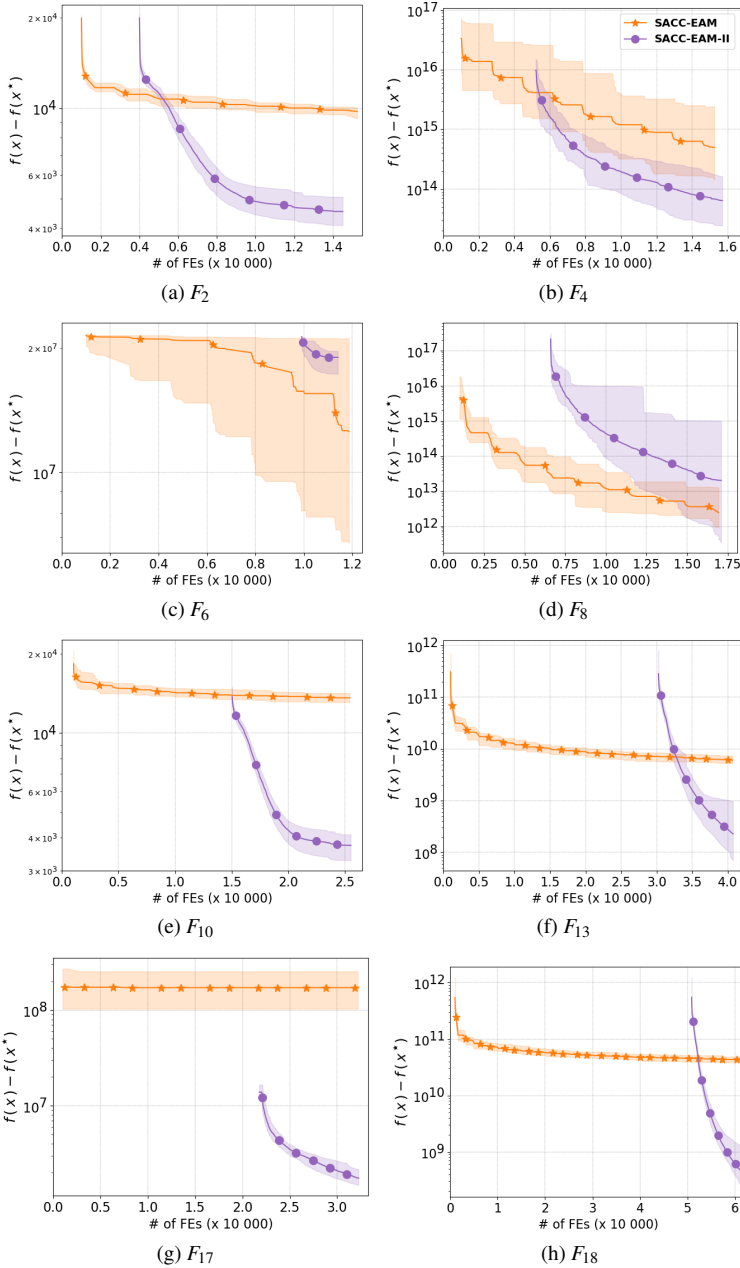 2 × 10⁴
10⁴
6 × 10³
4 × 10³
f(x) − f(x*)
0.0 0.2 0.4 0.6 0.8 1.0 1.2 1.4
# of FEs (x 10 000)
(a) F₂
SACC-EAM
SACC-EAM-II
10¹⁷
10¹⁶
10¹⁵
10¹⁴
f(x) − f(x*)
0.0 0.2 0.4 0.6 0.8 1.0 1.2 1.4 1.6
# of FEs (x 10 000)
(b) F₄
2 × 10⁷
10⁷
f(x) − f(x*)
0.0 0.2 0.4 0.6 0.8 1.0 1.2
# of FEs (x 10 000)
(c) F₆
10¹⁷
10¹⁶
10¹⁵
10¹⁴
10¹³
10¹²
f(x) − f(x*)
0.00 0.25 0.50 0.75 1.00 1.25 1.50 1.75
# of FEs (x 10 000)
(d) F₈
2 × 10⁴
10⁴
6 × 10³
4 × 10³
3 × 10³
f(x) − f(x*)
0.0 0.5 1.0 1.5 2.0 2.5
# of FEs (x 10 000)
(e) F₁₀
10¹²
10¹¹
10¹⁰
10⁹
10⁸
f(x) − f(x*)
0.0 0.5 1.0 1.5 2.0 2.5 3.0 3.5 4.0
# of FEs (x 10 000)
(f) F₁₃
10⁸
10⁷
f(x) − f(x*)
0.0 0.5 1.0 1.5 2.0 2.5 3.0
# of FEs (x 10 000)
(g) F₁₇
10¹²
10¹¹
10¹⁰
10⁹
f(x) − f(x*)
0 1 2 3 4 5 6
# of FEs (x 10 000)
(h) F₁₈